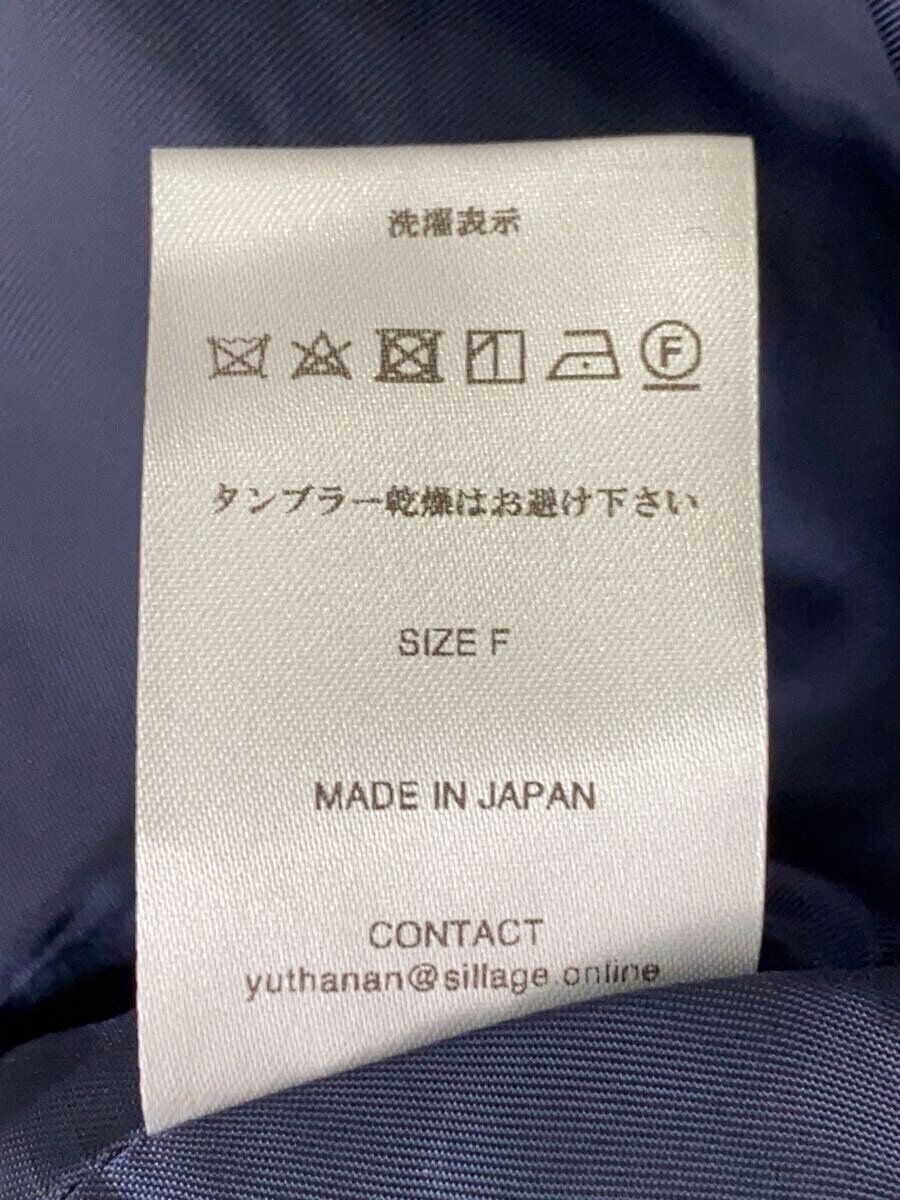 洗濯表示
F
タンブラー乾燥はお避け下さい
SIZE F
MADE IN JAPAN
CONTACT
yuthanan@sillage.online